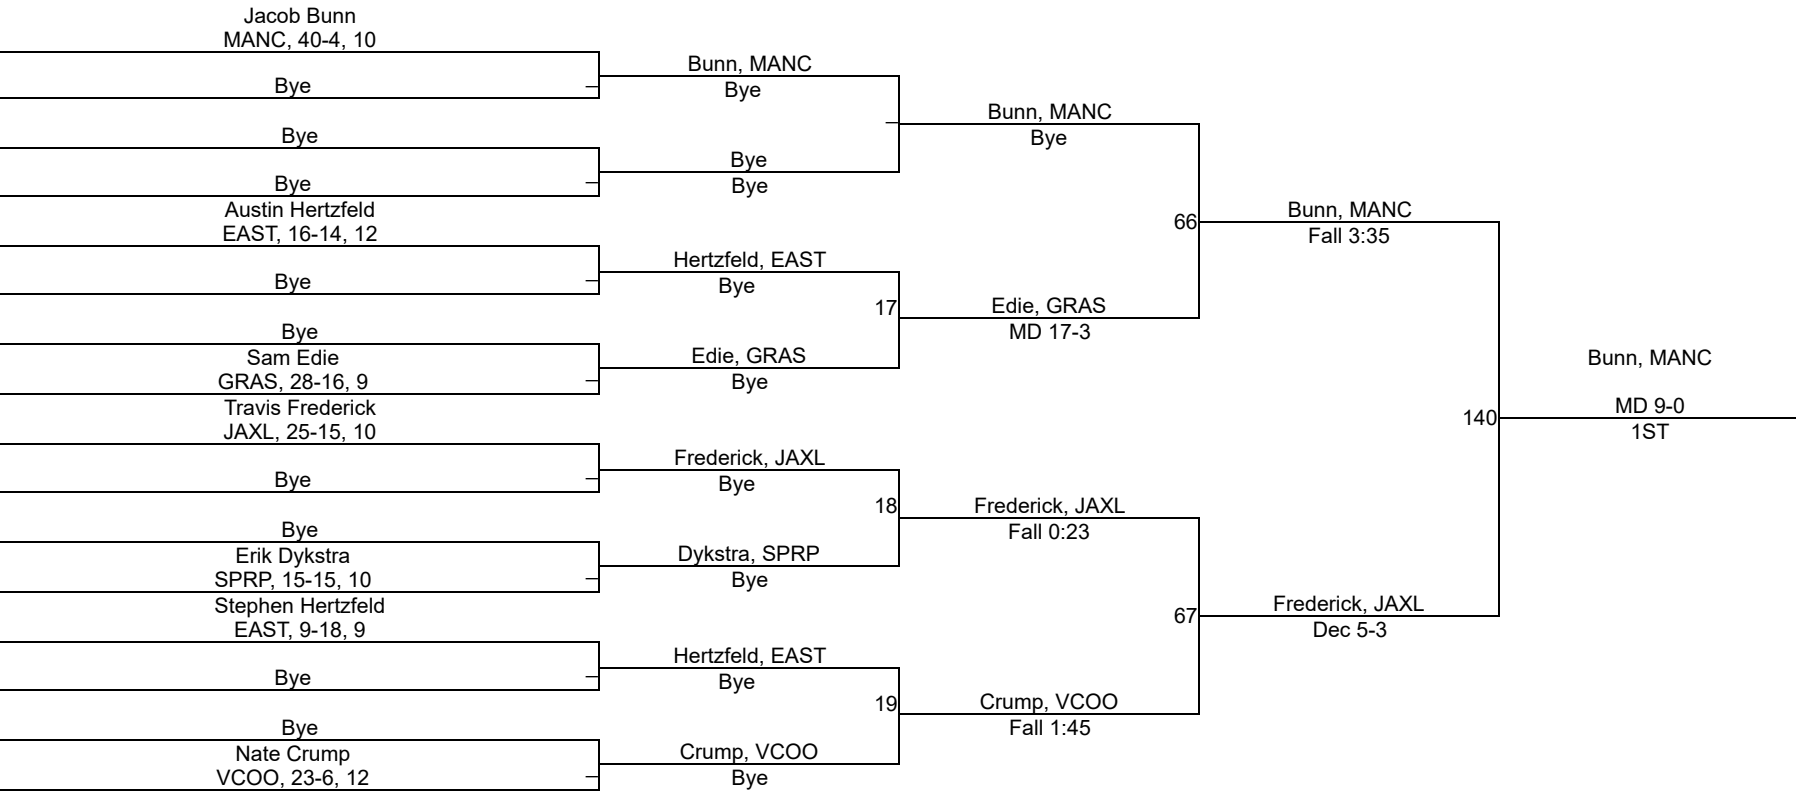 Jacob Bunn
MANC, 40-4, 10
Bye
Bye
Bye
Austin Hertzfeld
EAST, 16-14, 12
Bye
Bye
Sam Edie
GRAS, 28-16, 9
Travis Frederick
JAXL, 25-15, 10
Bye
Bye
Erik Dykstra
SPRP, 15-15, 10
Stephen Hertzfeld
EAST, 9-18, 9
Bye
Bye
Nate Crump
VCOO, 23-6, 12
Bunn, MANC
Bye
Bye
Bye
Hertzfeld, EAST
Bye
17
Edie, GRAS
Bye
Frederick, JAXL
Bye
18
Dykstra, SPRP
Bye
Hertzfeld, EAST
Bye
19
Crump, VCOO
Bye
Bunn, MANC
Bye
66
Edie, GRAS
MD 17-3
Frederick, JAXL
Fall 0:23
67
Crump, VCOO
Fall 1:45
Bunn, MANC
Fall 3:35
140
Frederick, JAXL
Dec 5-3
Bunn, MANC
MD 9-0
1ST